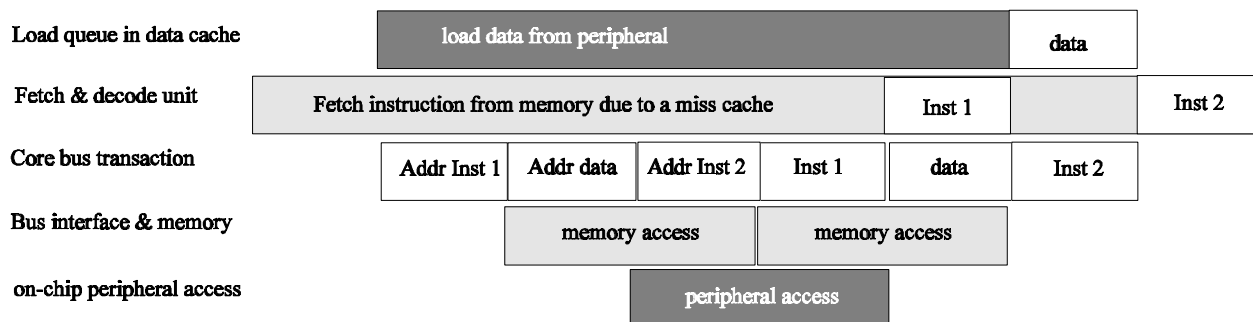 Load queue in data cache
load data from peripheral
data
Fetch & decode unit
Fetch instruction from memory due to a miss cache
Inst 1
Inst 2
Core bus transaction
Addr Inst 1
Addr data
Addr Inst 2
Inst 1
data
Inst 2
Bus interface & memory
memory access
memory access
on-chip peripheral access
peripheral access